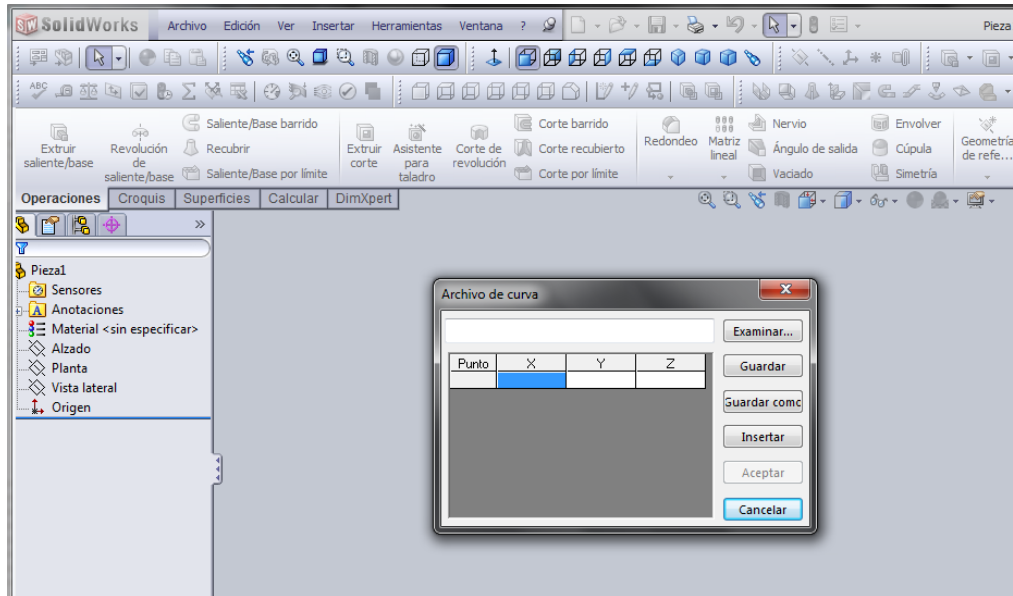 SolidWorks Archivo Edición Ver Insertar Herramientas Ventana ? Pieza
ABC
Extruir saliente/base
Revolución de saliente/base
Saliente/Base barrido
Recubrir
Saliente/Base por límite
Extruir corte
Asistente para taladro
Corte de revolución
Corte barrido
Corte recubierto
Corte por límite
Redondeo
Matriz lineal
Nervio
Ángulo de salida
Vaciado
Envolver
Cúpula
Simetría
Geometría de refe...
Operaciones Croquis Superficies Calcular DimXpert
»
Pieza1
Sensores
A Anotaciones
Material <sin especificar>
Alzado
Planta
Vista lateral
Origen
Archivo de curva
Examinar...
Punto X Y Z
Guardar
Guardar comc
Insertar
Aceptar
Cancelar